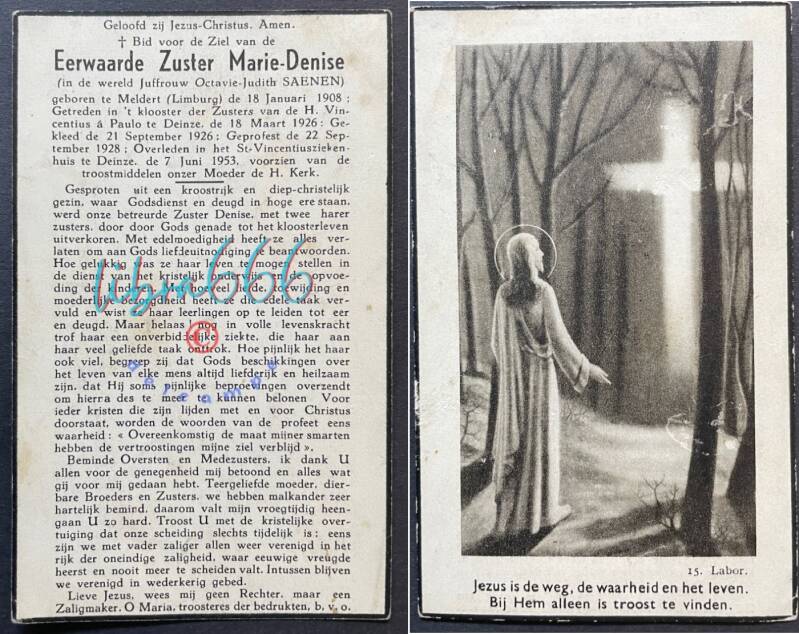 Geloofd zij Jezus-Christus. Amen.
† Bid voor de Ziel van de
Eerwaarde Zuster Marie-Denise
(in de wereld Juffrouw Octavie-Judith SAENEN)
geboren te Meldert (Limburg) de 18 Januari 1908 ;
Getreden in 't klooster der Zusters van de H. Vin-
centius á Paulo te Deinze, de 18 Maart 1926 ; Ge-
kleed de 21 September 1926 ; Geprofest de 22 Sep-
tember 1928 ; Overleden in het St-Vincentiuszieken-
huis te Deinze, de 7 Juni 1953, voorzien van de
troostmiddelen onzer Moeder de H. Kerk.
Gesproten uit een kroostrijk en diep-christelijk
gezin, waar Godsdienst en deugd in hoge ere staan,
werd onze betreurde Zuster Denise, met twee harer
zusters, door door Gods genade tot het kloosterleven
uitverkoren. Met edelmoedigheid heeft ze alles ver-
laten om aan Gods liefdeuitnodiging te beantwoorden.
Hoe gelukkig was ze haar leven te mogen stellen in
de dienst van het kristelijk onderwijs en de opvoe-
ding de Met liefde, toewijding en
moederlijke bezorgdheid heeft ze die edele taak ver-
vuld en wist ze haar leerlingen op te leiden tot eer
en deugd. Maar helaas ! nog in volle levenskracht
trof haar een onverbiddelijke ziekte, die haar aan
haar veel geliefde taak ontrok. Hoe pijnlijk het haar
ook viel, begreep zij dat Gods beschikkingen over
het leven van elke mens altijd liefderijk en heilzaam
zijn, dat Hij soms pijnlijke beproevingen overzendt
om hierna des te meer te kunnen belonen Voor
ieder kristen die zijn lijden met en voor Christus
doorstaat, worden de woorden van de profeet eens
waarheid : « Overeenkomstig de maat mijner smarten
hebben de vertroostingen mijne ziel verblijd ».
Beminde Oversten en Medezusters, ik dank U
allen voor de genegenheid mij betoond en alles wat
gij voor mij gedaan hebt. Teergeliefde moeder, dier-
bare Broeders en Zusters, we hebben malkander zeer
hartelijk bemind, daarom valt mijn vroegtijdig heen-
gaan U zo hard. Troost U met de kristelijke over-
tuiging dat onze scheiding slechts tijdelijk is : eens
zijn we met vader zaliger allen weer verenigd in het
rijk der oneindige zaligheid, waar eeuwige vreugde
heerst en nooit meer te scheiden valt. Intussen blijven
we verenigd in wederkerig gebed.
Lieve Jezus, wees mij geen Rechter, maar een
Zaligmaker. O Maria, troosteres der bedrukten, b. v. o.
libra666
©
delcampe
15. Labor.
Jezus is de weg, de waarheid en het leven.
Bij Hem alleen is troost te vinden.